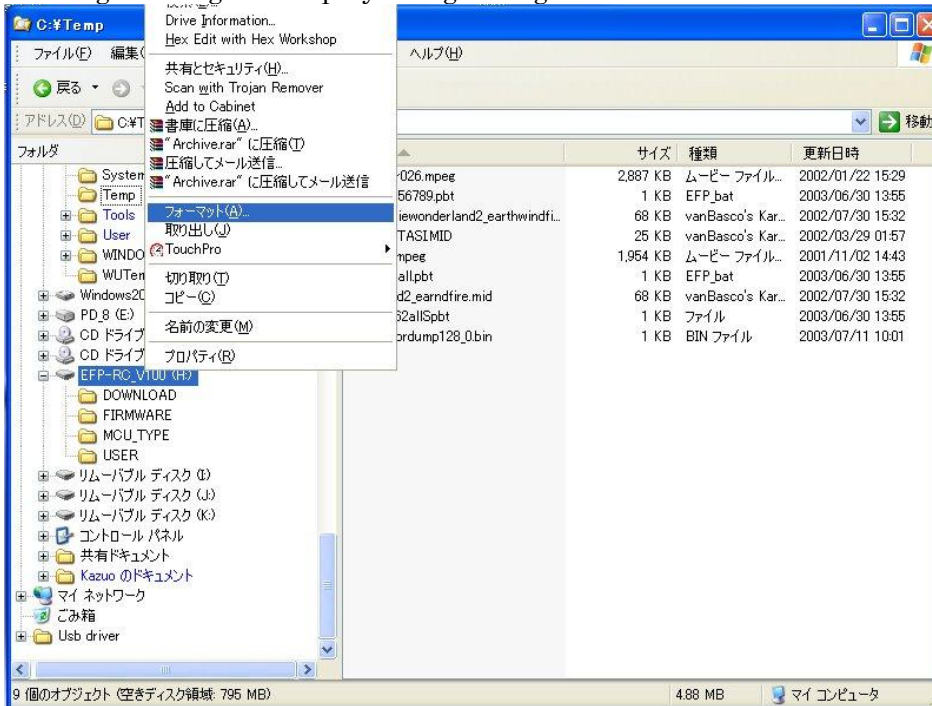 C:¥Temp
ファイル(F) 編集(
ヘルプ(H)
戻る
アドレス(D) C:¥T
移動
フォルダ
System
Temp
Tools
User
WINDO
WUTem
Windows20
PD_8 (E:)
CD ドライブ
CD ドライブ
EFP-RC_V100 (H:)
DOWNLOAD
FIRMWARE
MCU_TYPE
USER
リムーバブル ディスク (I:)
リムーバブル ディスク (J:)
リムーバブル ディスク (K:)
コントロール パネル
共有ドキュメント
Kazuo のドキュメント
マイ ネットワーク
ごみ箱
Usb driver
Drive Information...
Hex Edit with Hex Workshop
共有とセキュリティ(H)...
Scan with Trojan Remover
Add to Cabinet
書庫に圧縮(A)...
"Archive.rar" に圧縮(T)
圧縮してメール送信...
"Archive.rar" に圧縮してメール送信
フォーマット(A)...
取り出し(J)
TouchPro
切り取り(T)
コピー(C)
名前の変更(M)
プロパティ(R)
サイズ 種類 更新日時
026.mpeg 2,887 KB ムービー ファイル... 2002/01/22 15:29
56789.pbt 1 KB EFP_bat 2003/06/30 13:55
iewonderland2_earthwindfi... 68 KB vanBasco's Kar... 2002/07/30 15:32
TASI.MID 25 KB vanBasco's Kar... 2002/03/29 01:57
mpeg 1,954 KB ムービー ファイル... 2001/11/02 14:43
all.pbt 1 KB EFP_bat 2003/06/30 13:55
d2_earndfire.mid 68 KB vanBasco's Kar... 2002/07/30 15:32
62allSpbt 1 KB ファイル 2003/06/30 13:55
ordump128_0.bin 1 KB BIN ファイル 2003/07/11 10:01
9 個のオブジェクト (空きディスク領域: 795 MB)
4.88 MB
マイ コンピュータ